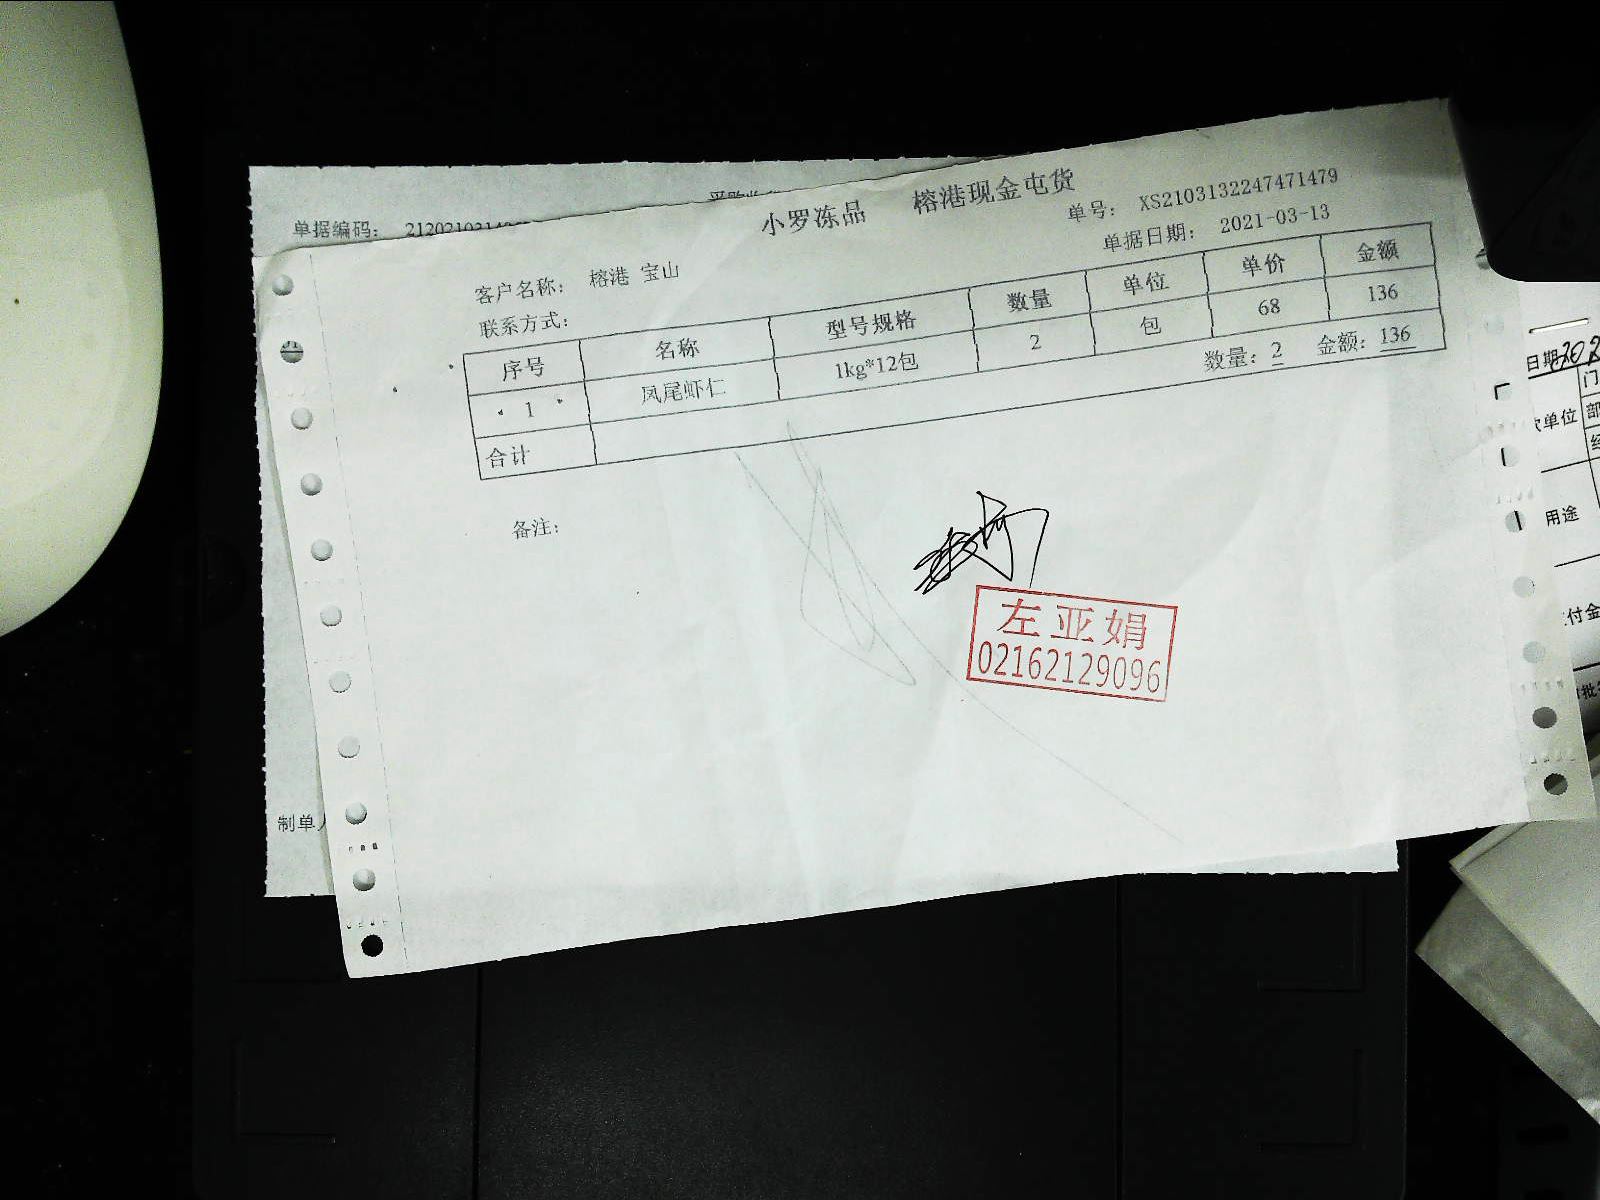 单据编码：
小罗冻品 榕港现金屯货
单号： XS2103132247471479
客户名称： 榕港 宝山
单据日期： 2021-03-13
联系方式：
序号 名称 型号规格 数量 单位 单价 金额
1 凤尾虾仁 1kg*12包 2 包 68 136
合计 数量：2 金额：136
备注：
左亚娟
02162129096
制单
日期
单位
用途
付金